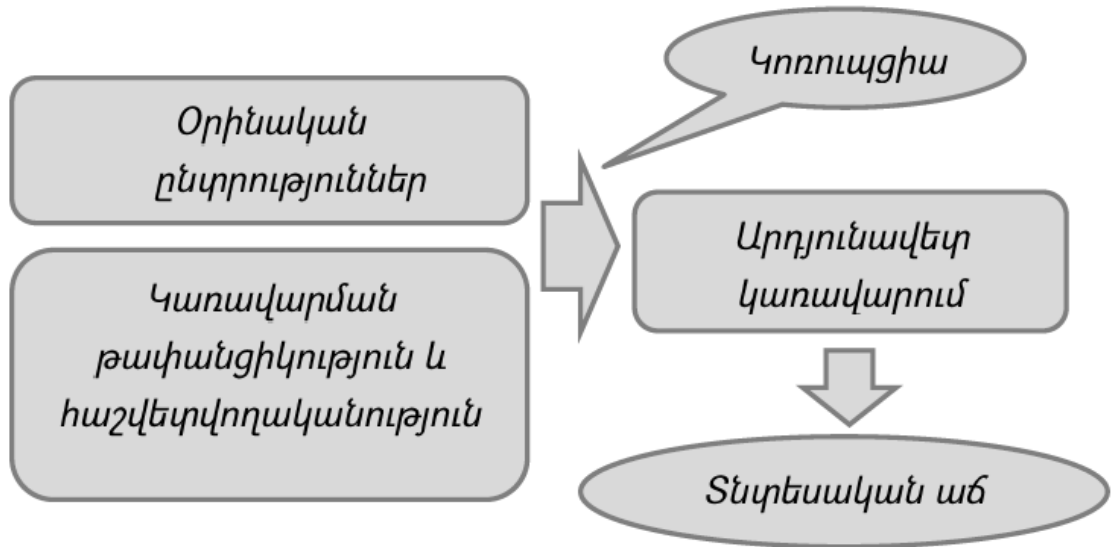 Կոռուպցիա
Օրինական
ընտրություններ
Կառավարման
թափանցիկություն և
հաշվետվողականություն
Արդյունավետ
կառավարում
Տնտեսական աճ